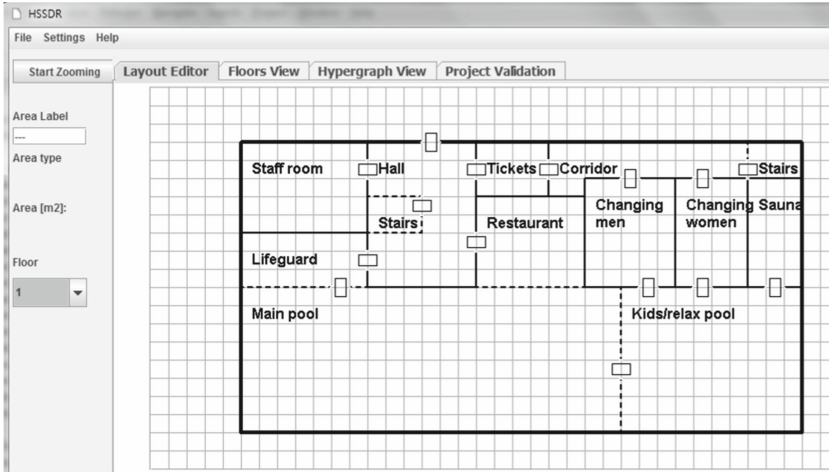 HSSDR
File Settings Help
Start Zooming
Layout Editor
Floors View
Hypergraph View
Project Validation
Area Label
---
Area type
Area [m2]:
Floor
1
Staff room
Hall
Tickets
Corridor
Stairs
Stairs
Restaurant
Changing
men
Changing
women
Sauna
Lifeguard
Main pool
Kids/relax pool